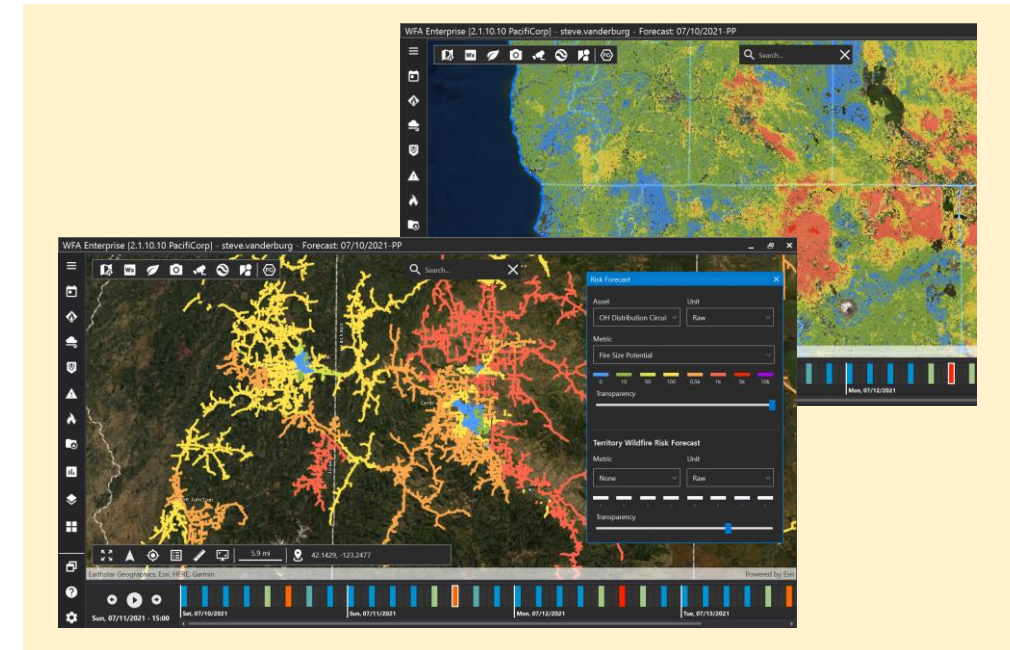 WFA Enterprise [2.1.10.10 PacifiCorp] - steve.vanderburg - Forecast: 07/10/2021-PP
Wx
FG
Search...
Mon, 07/12/2021
WFA Enterprise [2.1.10.10 PacifiCorp] - steve.vanderburg - Forecast: 07/10/2021-PP
Wx
FG
Search...
Risk Forecast
Asset Unit
OH Distribution Circui Raw
Metric
Fire Size Potential
0 10 50 100 0.5k 1k 5k 10k
Transparency
Territory Wildfire Risk Forecast
Metric Unit
None Raw
Transparency
5.9 mi 42.1429, -123.2477
Earthstar Geographics, Esri, HERE, Garmin Powered by Esri
Sun, 07/11/2021 - 15:00
Sat, 07/10/2021 Sun, 07/11/2021 Mon, 07/12/2021 Tue, 07/13/2021